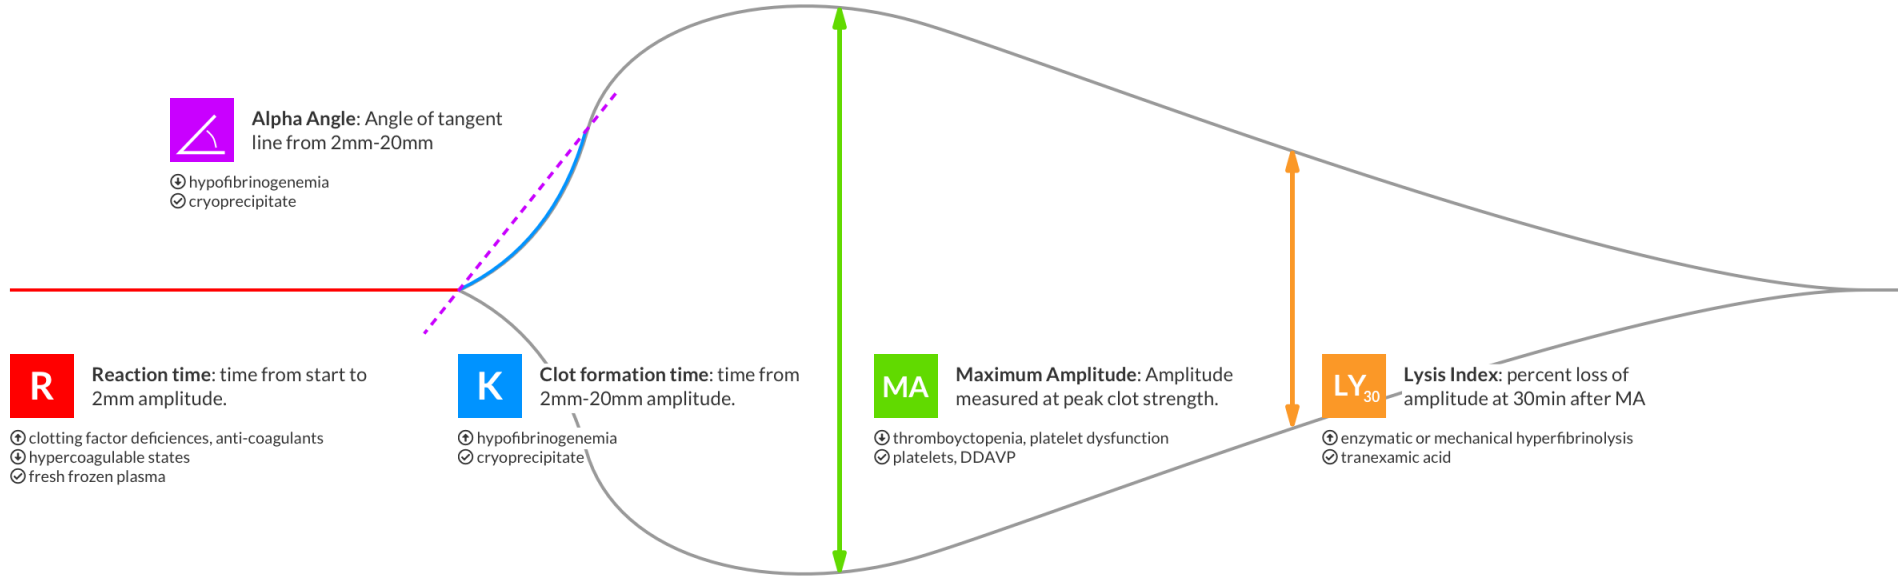 Alpha Angle: Angle of tangent
line from 2mm-20mm
hypofibrinogenemia
cryoprecipitate
R
Reaction time: time from start to
2mm amplitude.
clotting factor deficiences, anti-coagulants
hypercoagulable states
fresh frozen plasma
K
Clot formation time: time from
2mm-20mm amplitude.
hypofibrinogenemia
cryoprecipitate
MA
Maximum Amplitude: Amplitude
measured at peak clot strength.
thromboyctopenia, platelet dysfunction
platelets, DDAVP
LY30
Lysis Index: percent loss of
amplitude at 30min after MA
enzymatic or mechanical hyperfibrinolysis
tranexamic acid